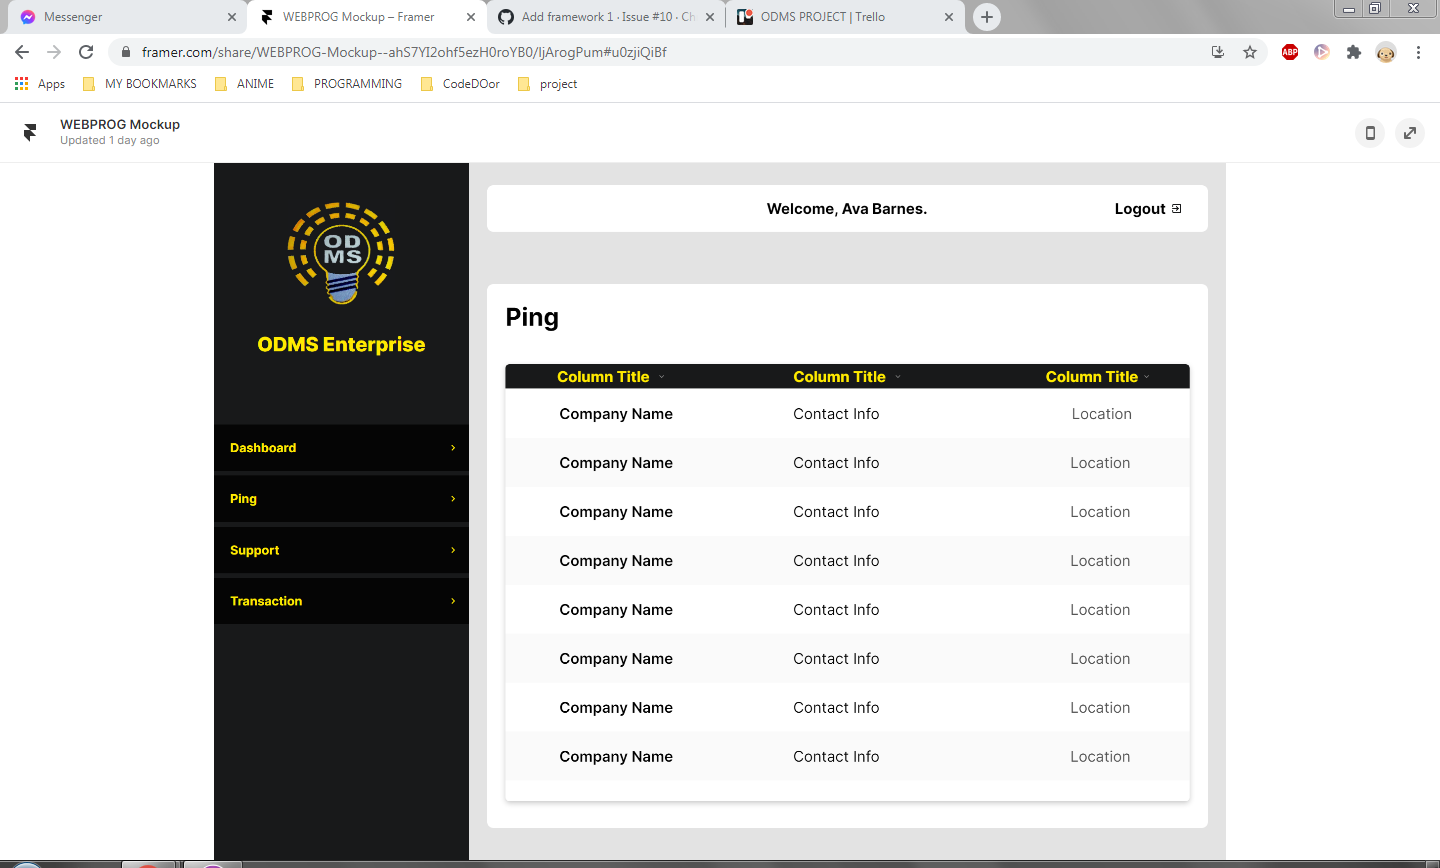 Messenger
WEBPROG Mockup – Framer
Add framework 1 · Issue #10 · Ch
ODMS PROJECT | Trello
framer.com/share/WEBPROG-Mockup--ahS7YI2ohf5ezH0roYB0/IjArogPum#u0zjiQiBf
ABP
Apps
MY BOOKMARKS
ANIME
PROGRAMMING
CodeDOor
project
WEBPROG Mockup
Updated 1 day ago
OD
MS
ODMS Enterprise
Dashboard
Ping
Support
Transaction
Welcome, Ava Barnes.
Logout
Ping
Column Title Column Title Column Title
Company Name Contact Info Location
Company Name Contact Info Location
Company Name Contact Info Location
Company Name Contact Info Location
Company Name Contact Info Location
Company Name Contact Info Location
Company Name Contact Info Location
Company Name Contact Info Location